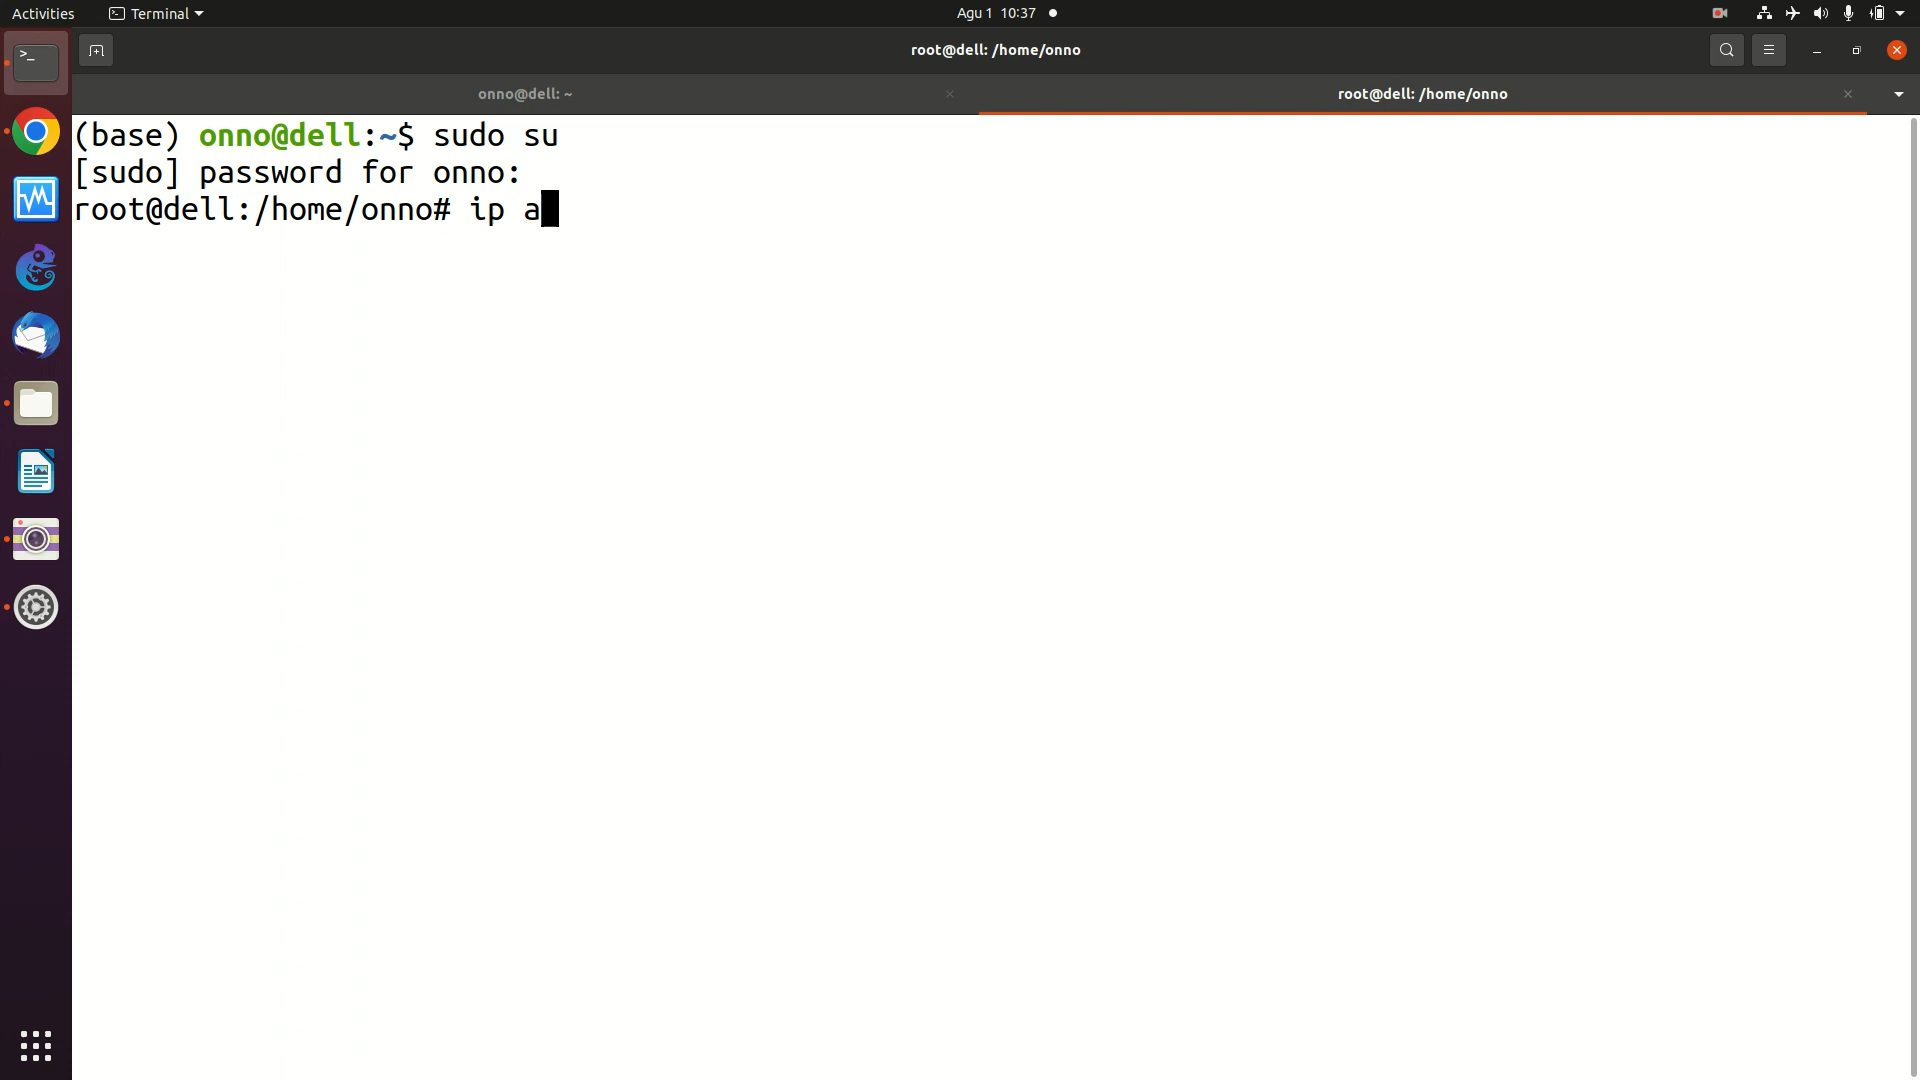 Activities Terminal Agu 1 10:37
root@dell: /home/onno
onno@dell: ~ root@dell: /home/onno
(base) onno@dell:~$ sudo su
[sudo] password for onno:
root@dell:/home/onno# ip a